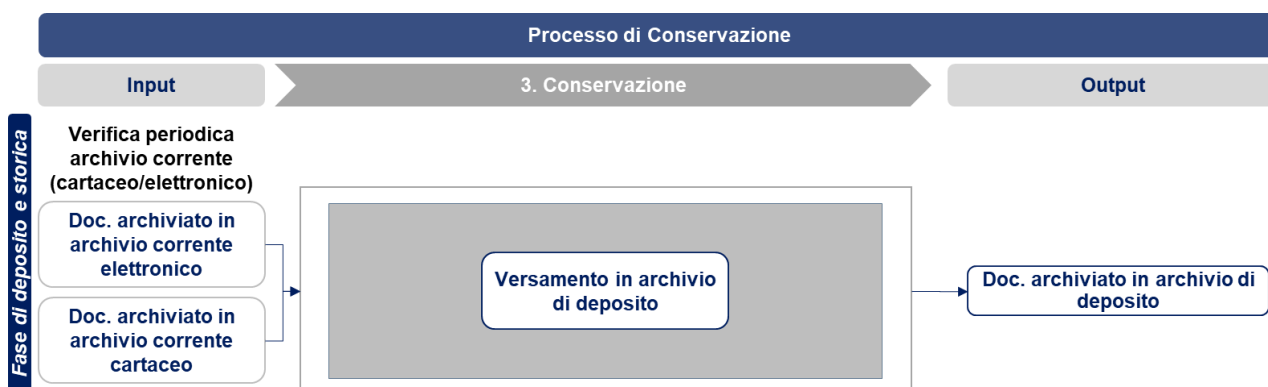 Processo di Conservazione
Input
3. Conservazione
Output
Fase di deposito e storica
Verifica periodica
archivio corrente
(cartaceo/elettronico)
Doc. archiviato in
archivio corrente
elettronico
Doc. archiviato in
archivio corrente
cartaceo
Versamento in archivio
di deposito
Doc. archiviato in archivio di
deposito